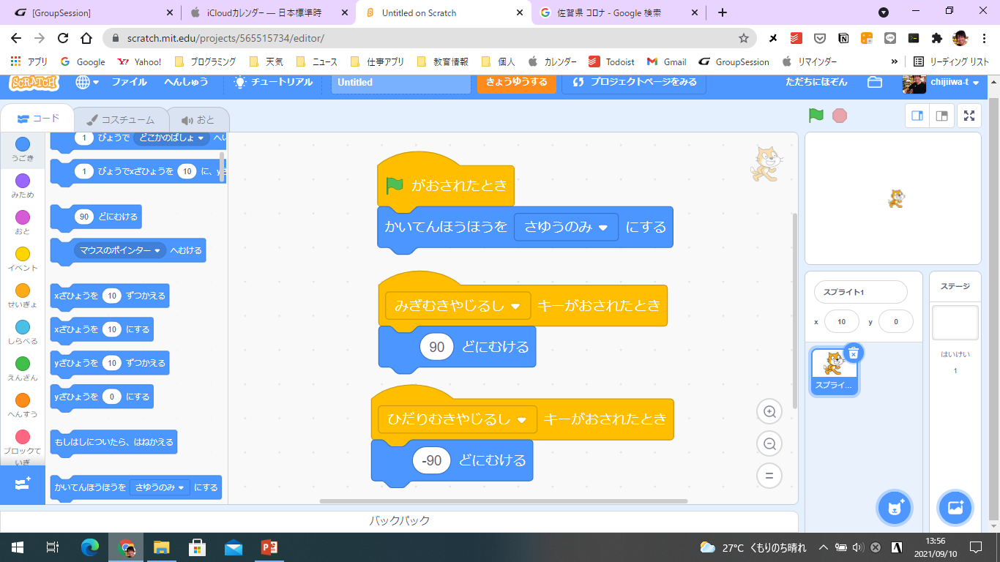 [GroupSession]
iCloudカレンダー — 日本標準時
Untitled on Scratch
佐賀県 コロナ - Google 検索
scratch.mit.edu/projects/565515734/editor/
アプリ
Google
Yahoo!
プログラミング
天気
ニュース
仕事アプリ
教育情報
個人
カレンダー
Todoist
Gmail
GroupSession
リマインダー
»
リーディング リスト
SCRATCH
ファイル
へんしゅう
チュートリアル
Untitled
きょうゆうする
プロジェクトページをみる
ただちにほぞん
chijiiwa-t
コード
コスチューム
おと
うごき
みため
おと
イベント
せいぎょ
しらべる
えんざん
へんすう
ブロックて
いぎ
1 びょうで どこかのばしょ へい
1 びょうでxざひょうを 10 に、yざ
90 どにむける
マウスのポインター へむける
xざひょうを 10 ずつかえる
xざひょうを 10 にする
yざひょうを 10 ずつかえる
yざひょうを 0 にする
もしはしについたら、はねかえる
かいてんほうほうを さゆうのみ にする
がおされたとき
かいてんほうほうを さゆうのみ にする
みぎむきやじるし キーがおされたとき
90 どにむける
ひだりむきやじるし キーがおされたとき
-90 どにむける
バックパック
スプライト1
x 10 y 0
スプライ...
ステージ
はいけい
1
27°C くもりのち晴れ
A
13:56
2021/09/10